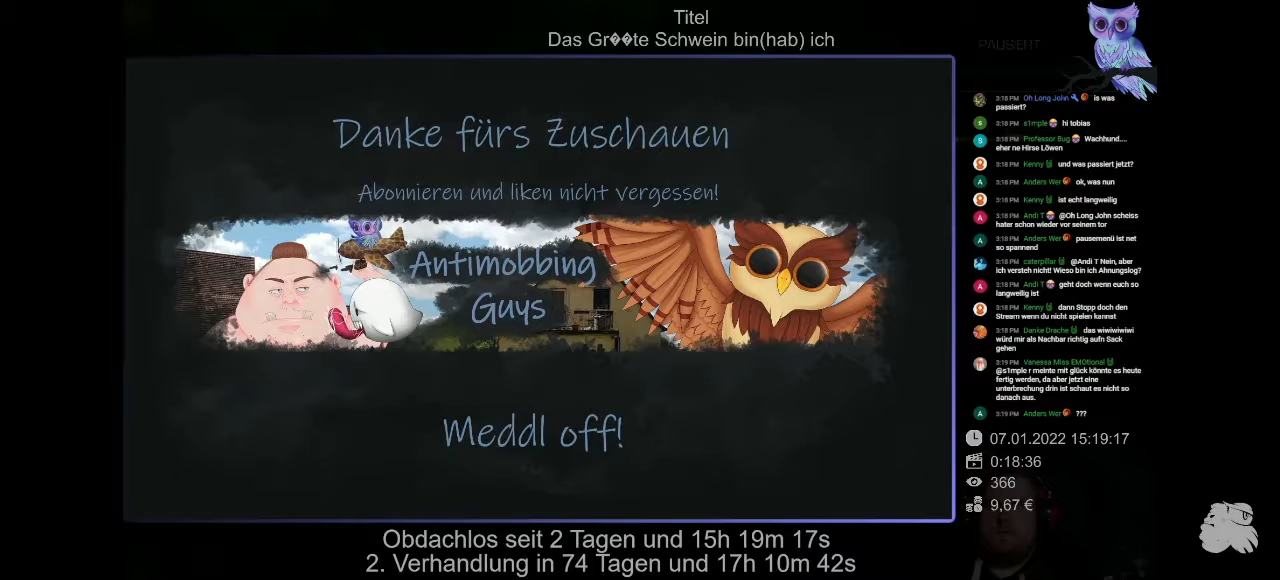 Titel
Das Gr��te Schwein bin(hab) ich
PAUSIERT
Danke fürs Zuschauen
Abonnieren und liken nicht vergessen!
Antimobbing
Guys
Meddl off!
3:18 PM Oh Long John is was
passiert?
3:18 PM s1mple hi tobias
3:18 PM Professor Bug Wachhund....
eher ne Hirse Löwen
3:18 PM Kenny und was passiert jetzt?
3:18 PM Anders Wer ok, was nun
3:18 PM Kenny ist echt langweilig
3:18 PM Andi T @Oh Long John scheiss
hater schon wieder vor seinem tor
3:18 PM Anders Wer pausemenü ist net
so spannend
3:18 PM caterpillar @Andi T Nein, aber
ich versteh nicht! Wieso bin ich Ahnungslog?
3:18 PM Andi T geht doch wenn euch so
langweilig ist
3:18 PM Kenny dann Stopp doch den
Stream wenn du nicht spielen kannst
3:18 PM Danke Drache das wiwiwiwiwi
würd mir als Nachbar richtig aufn Sack
gehen
3:19 PM Vanessa Miss EMOtional
@s1mple r meinte mit glück könnte es heute
fertig werden, da aber jetzt eine
unterbrechung drin ist schaut es nicht so
danach aus.
3:19 PM Anders Wer ???
07.01.2022 15:19:17
0:18:36
366
9,67 €
Obdachlos seit 2 Tagen und 15h 19m 17s
2. Verhandlung in 74 Tagen und 17h 10m 42s